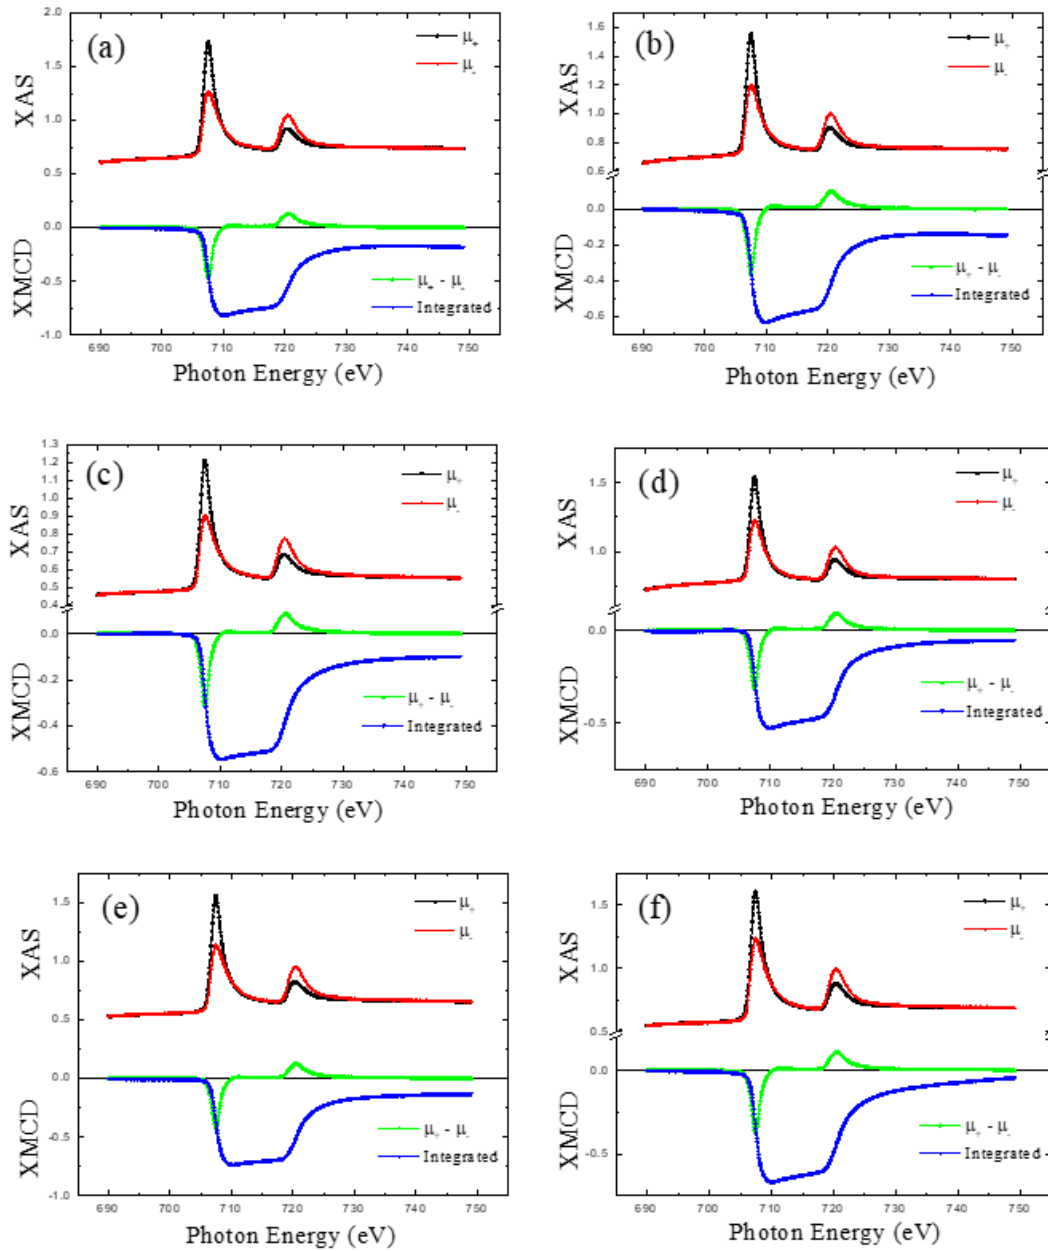 (a)
XAS
XMCD
2.0
1.5
1.0
0.5
0.0
-0.5
-1.0
μ₊
μ₋
μ₊ - μ₋
Integrated
690 700 710 720 730 740 750
Photon Energy (eV)
(b)
XAS
XMCD
1.6
1.4
1.2
1.0
0.8
0.6
0.0
-0.2
-0.4
-0.6
μ₊
μ₋
μ₊ - μ₋
Integrated
690 700 710 720 730 740 750
Photon Energy (eV)
(c)
XAS
XMCD
1.3
1.2
1.1
1.0
0.9
0.8
0.7
0.6
0.5
0.4
0.0
-0.2
-0.4
-0.6
μ₊
μ₋
μ₊ - μ₋
Integrated
690 700 710 720 730 740 750
Photon Energy (eV)
(d)
XAS
XMCD
1.5
1.0
0.0
-0.5
μ₊
μ₋
μ₊ - μ₋
Integrated
690 700 710 720 730 740 750
Photon Energy (eV)
(e)
XAS
XMCD
1.5
1.0
0.5
0.0
-0.5
-1.0
μ₊
μ₋
μ₊ - μ₋
Integrated
690 700 710 720 730 740 750
Photon Energy (eV)
(f)
XAS
XMCD
1.5
1.0
0.5
0.0
-0.5
μ₊
μ₋
μ₊ - μ₋
Integrated
690 700 710 720 730 740 750
Photon Energy (eV)